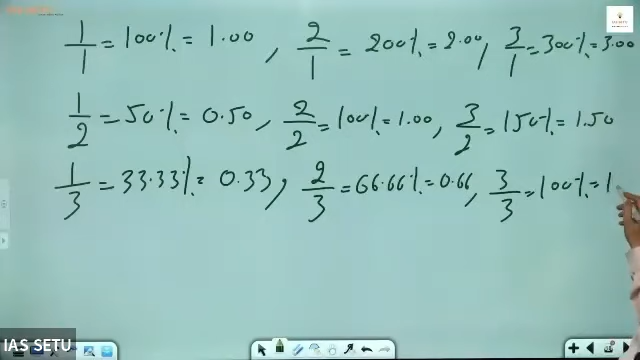 1/1 = 100% = 1.00, 2/1 = 200% = 2.00, 3/1 = 300% = 3.00
1/2 = 50% = 0.50, 2/2 = 100% = 1.00, 3/2 = 150% = 1.50
1/3 = 33.33% = 0.33, 2/3 = 66.66% = 0.66, 3/3 = 100% = 1.
IAS SETU